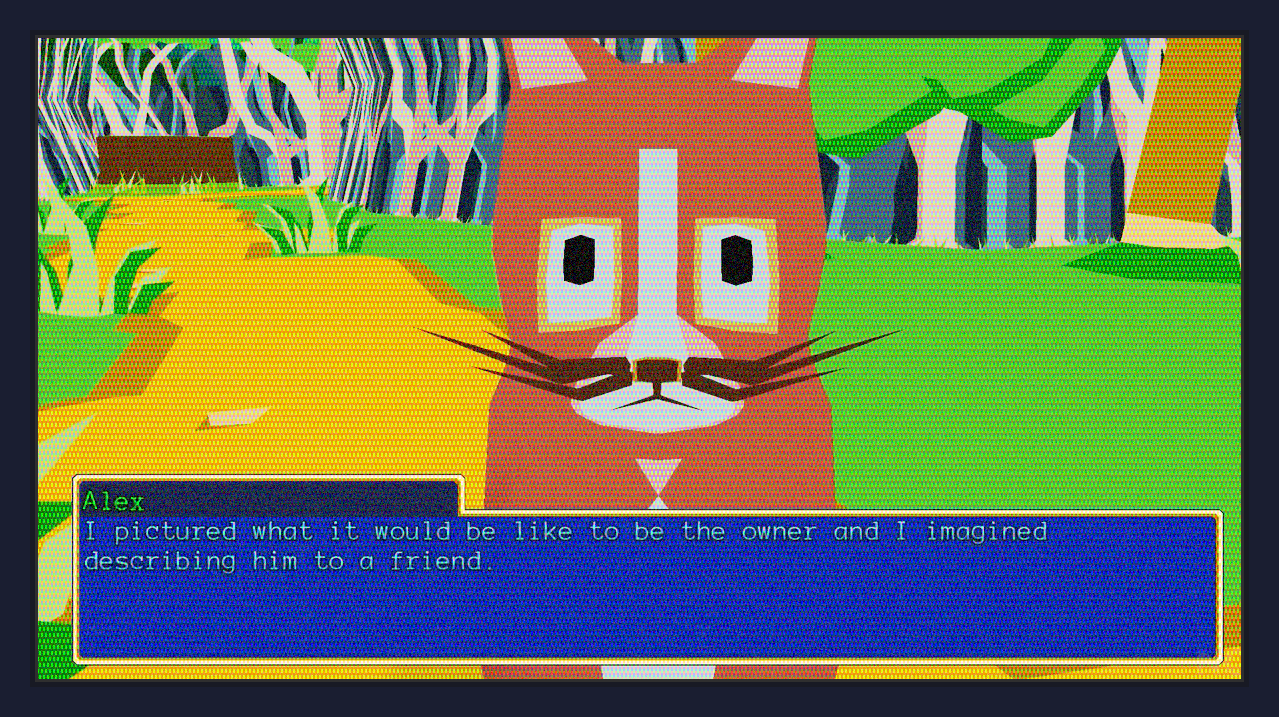 Alex
I pictured what it would be like to be the owner and I imagined
describing him to a friend.